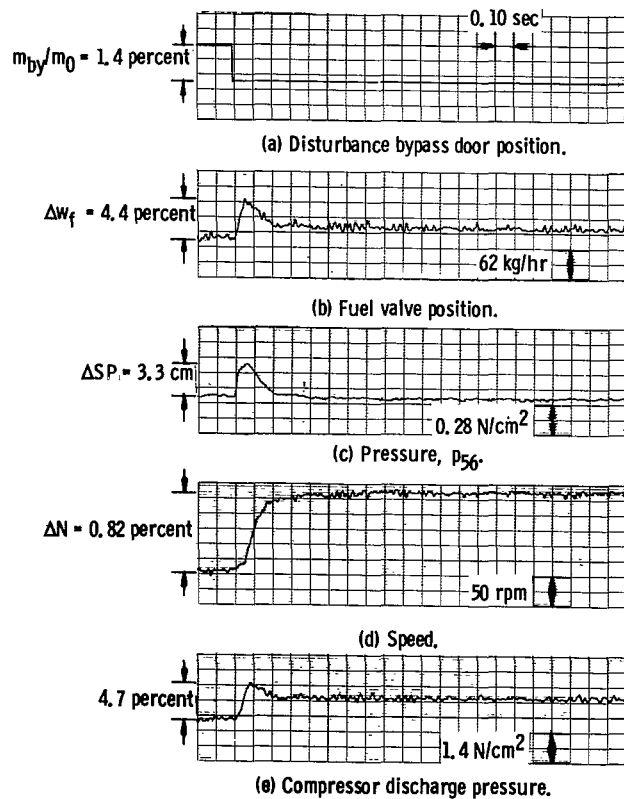 0.10 sec
m_by/m_0 = 1.4 percent
(a) Disturbance bypass door position.
Δw_f = 4.4 percent
62 kg/hr
(b) Fuel valve position.
ΔSP = 3.3 cm
0.28 N/cm²
(c) Pressure, p_56.
ΔN = 0.82 percent
50 rpm
(d) Speed.
4.7 percent
1.4 N/cm²
(e) Compressor discharge pressure.